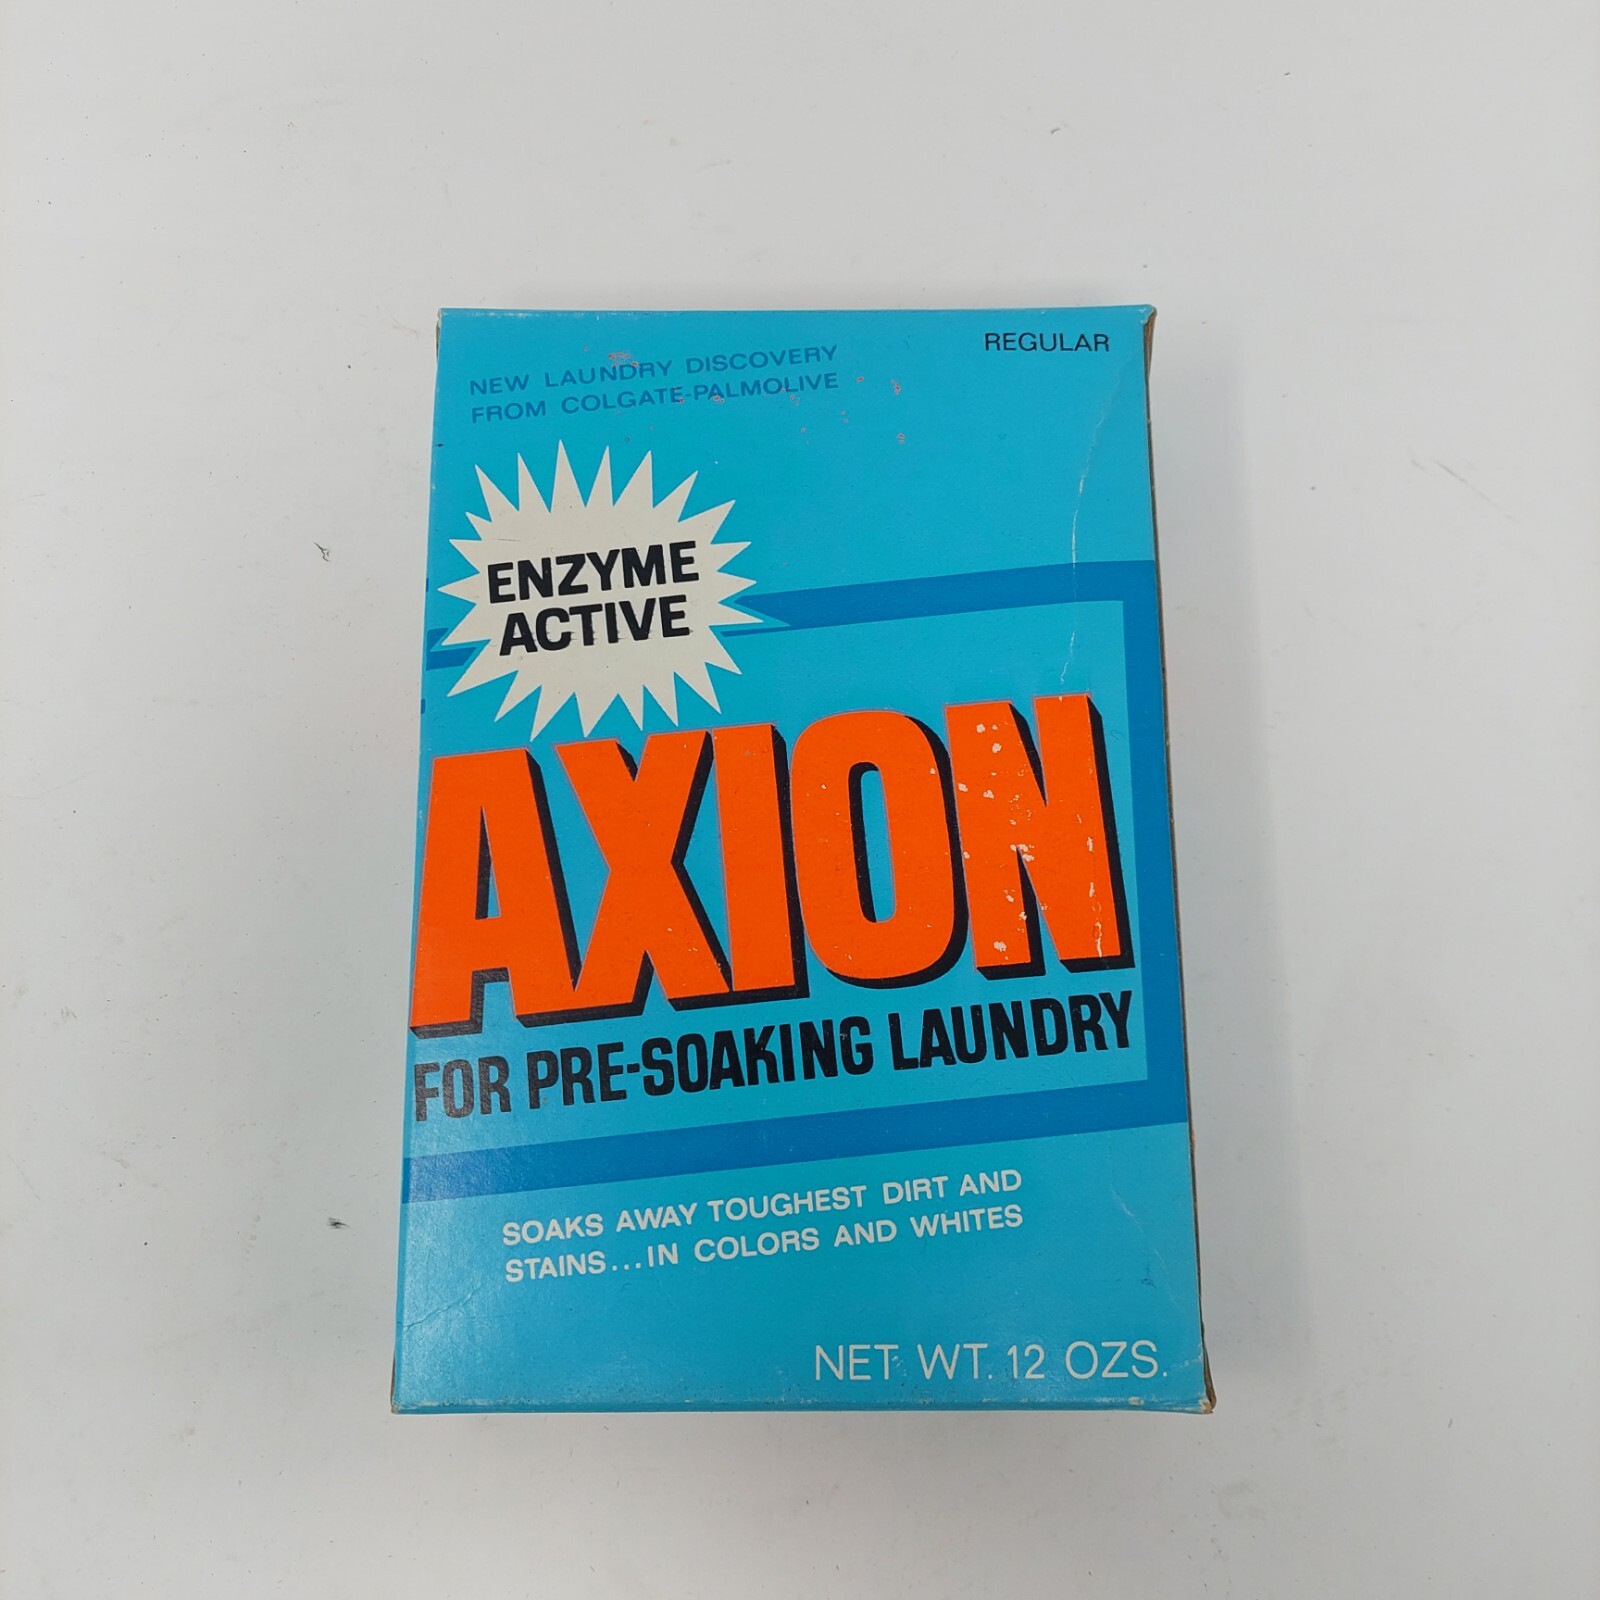 REGULAR
NEW LAUNDRY DISCOVERY
FROM COLGATE-PALMOLIVE
ENZYME
ACTIVE
AXION
FOR PRE-SOAKING LAUNDRY
SOAKS AWAY TOUGHEST DIRT AND
STAINS...IN COLORS AND WHITES
NET WT. 12 OZS.